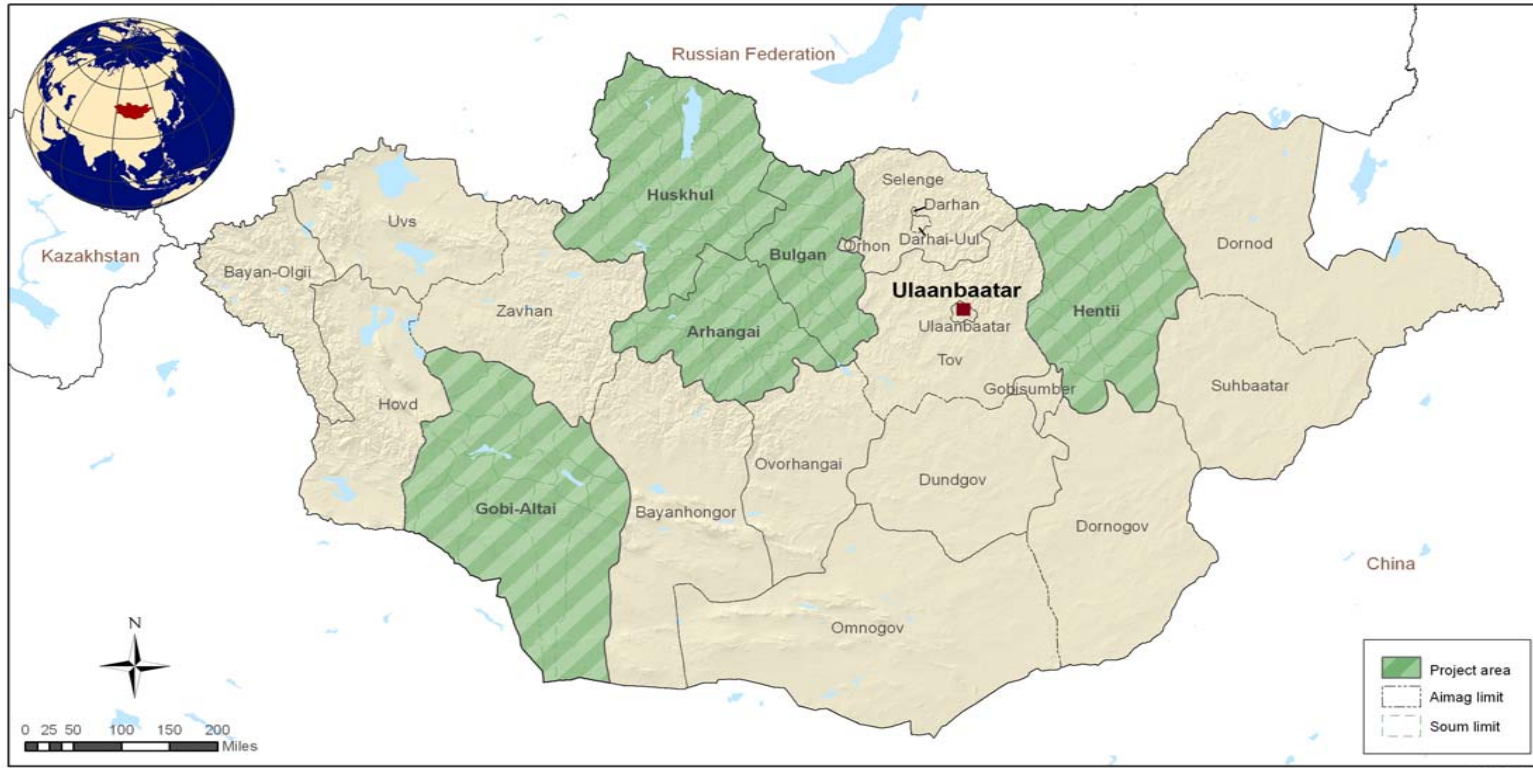 Russian Federation
Kazakhstan
China
Uvs
Bayan-Olgii
Hovd
Zavhan
Huskhul
Bulgan
Arhangai
Gobi-Altai
Bayanhongor
Ovorhangai
Selenge
Darhan
Darhai-Uul
Orhon
Ulaanbaatar
Ulaanbaatar
Tov
Gobisumber
Hentii
Dornod
Suhbaatar
Dundgov
Dornogov
Omnogov
N
0 25 50 100 150 200
Miles
Project area
Aimag limit
Soum limit